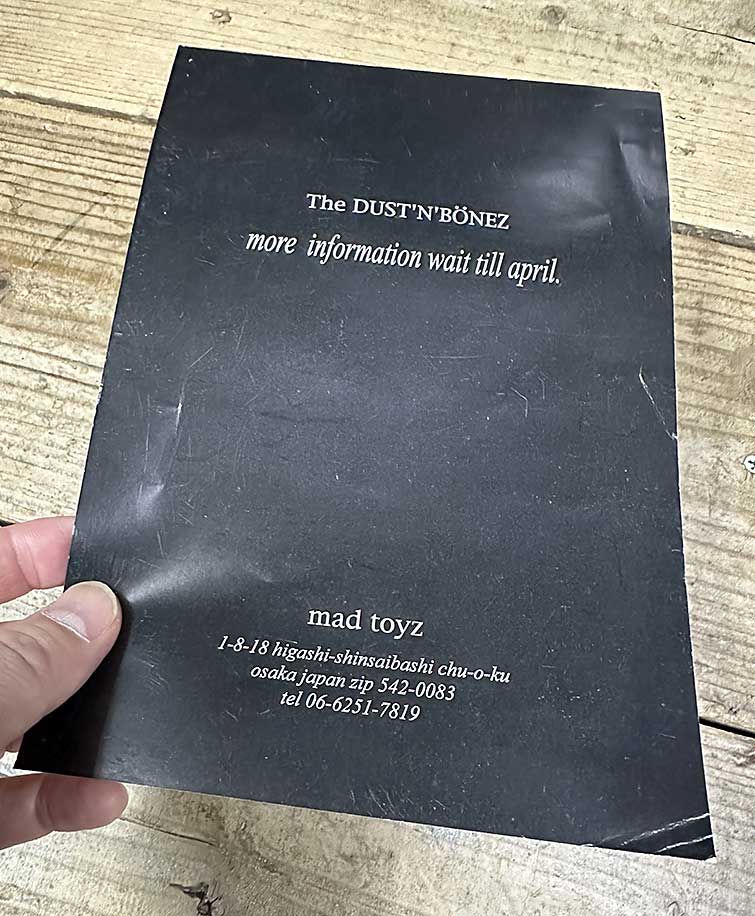 The DUST'N'BÖNEZ
more information wait till april.
mad toyz
1-8-18 higashi-shinsaibashi chu-o-ku
osaka japan zip 542-0083
tel 06-6251-7819